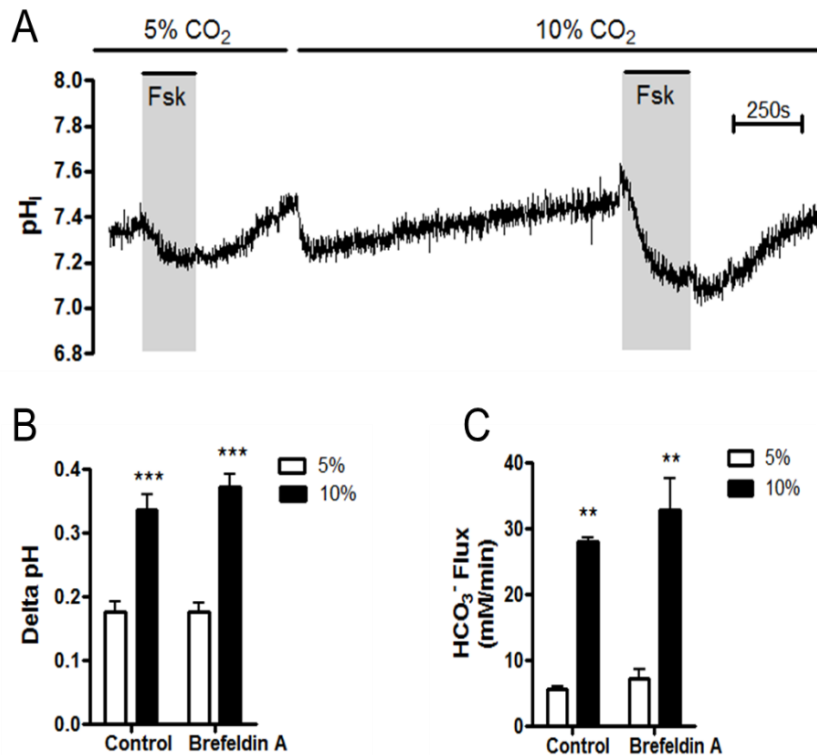 A
5% CO₂
10% CO₂
8.0
Fsk
Fsk
7.8
250s
7.6
7.4
7.2
7.0
6.8
pHᵢ
B
C
0.4
***
***
5%
10%
0.3
0.2
0.1
0.0
Delta pH
Control
Brefeldin A
40
**
**
5%
10%
30
20
10
0
HCO₃⁻ Flux
(mM/min)
Control
Brefeldin A